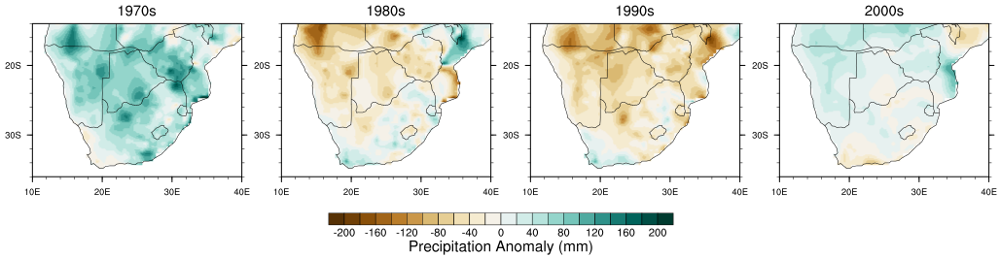 1970s 1980s 1990s 2000s
20S 20S 20S 20S
30S 30S 30S 30S
10E 20E 30E 40E 10E 20E 30E 40E 10E 20E 30E 40E 10E 20E 30E 40E
-200 -160 -120 -80 -40 0 40 80 120 160 200
Precipitation Anomaly (mm)